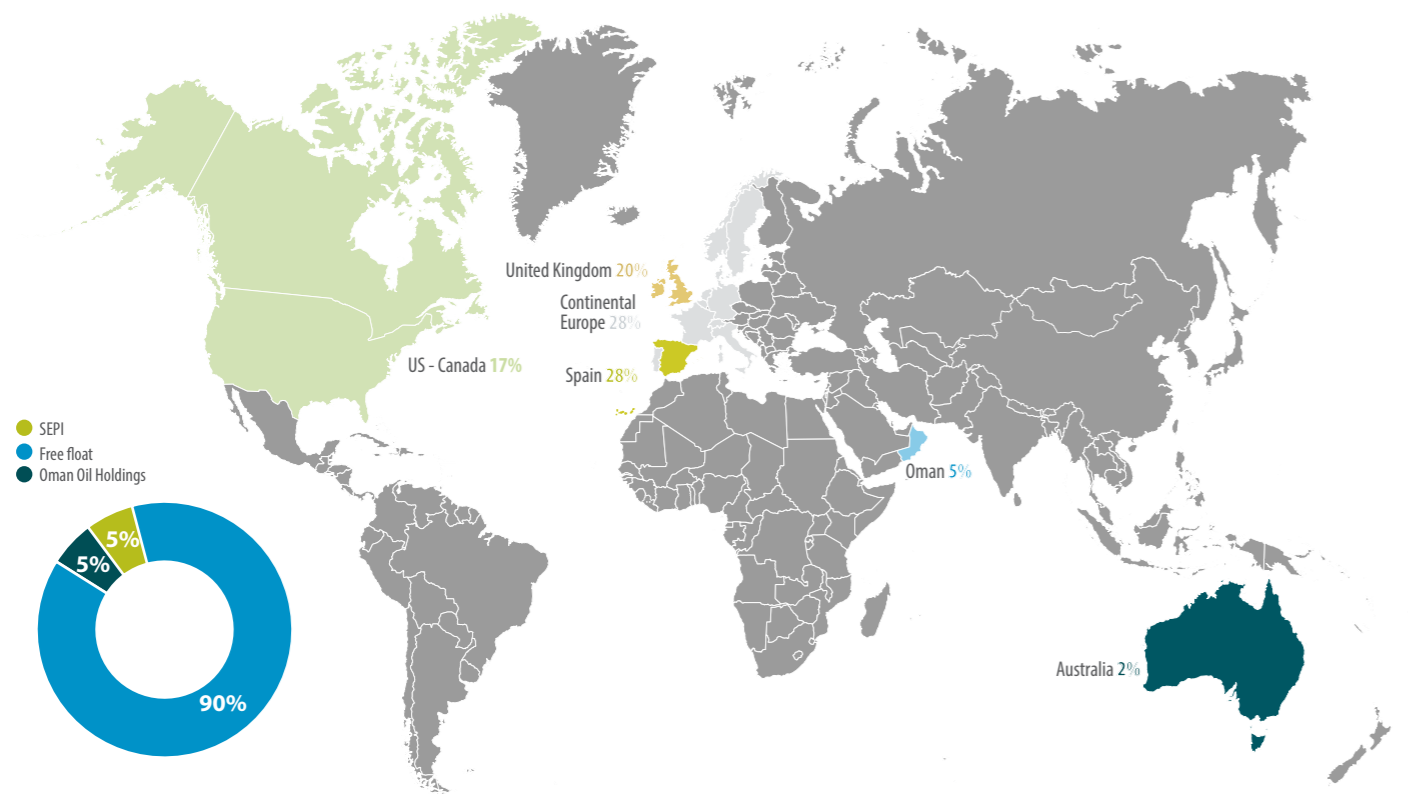 United Kingdom 20%
Continental
Europe 28%
US - Canada 17%
Spain 28%
SEPI
Free float
Oman Oil Holdings
Oman 5%
5%
5%
90%
Australia 2%